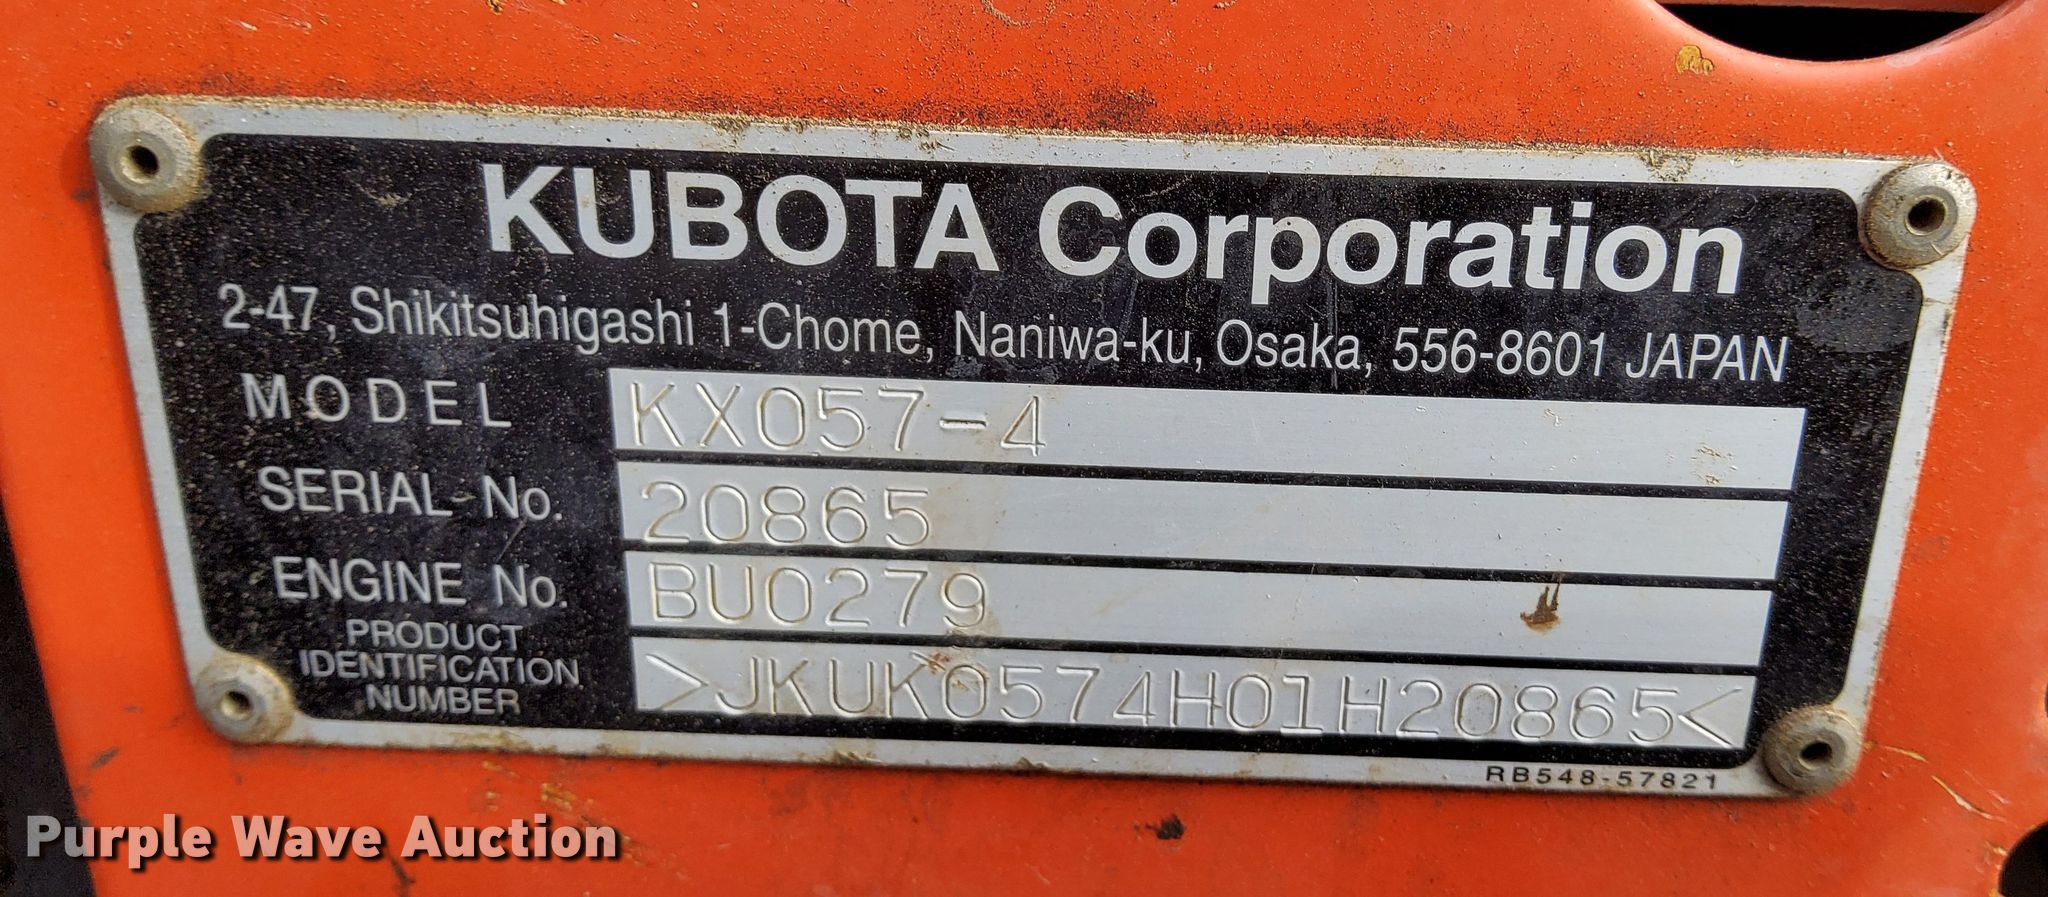 KUBOTA Corporation
2-47, Shikitsuhigashi 1-Chome, Naniwa-ku, Osaka, 556-8601 JAPAN
MODEL KX057-4
SERIAL No. 20865
ENGINE No. BU0279
PRODUCT
IDENTIFICATION
NUMBER
>JKUK0574H01H20865<
RB548-57821
Purple Wave Auction